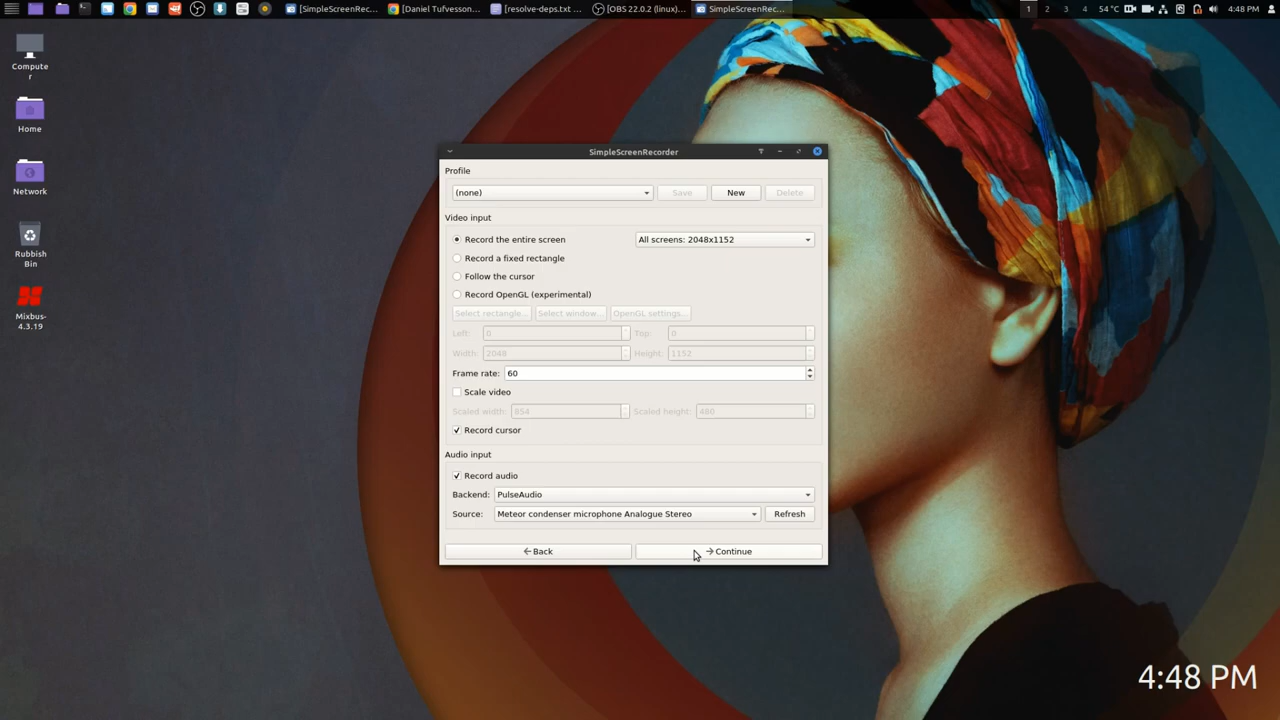 [SimpleScreenRec...
[Daniel Tufvesson...
[resolve-deps.txt ...
[OBS 22.0.2 (linux)...
SimpleScreenRec...
1
2
3
4
54 °C
4:48 PM
Compute
r
Home
Network
Rubbish
Bin
Mixbus-
4.3.19
SimpleScreenRecorder
Profile
(none)
Save
New
Delete
Video input
Record the entire screen
All screens: 2048x1152
Record a fixed rectangle
Follow the cursor
Record OpenGL (experimental)
Select rectangle...
Select window...
OpenGL settings...
Left: 0
Top: 0
Width: 2048
Height: 1152
Frame rate: 60
Scale video
Scaled width: 854
Scaled height: 480
Record cursor
Audio input
Record audio
Backend: PulseAudio
Source: Meteor condenser microphone Analogue Stereo
Refresh
Back
Continue
4:48 PM